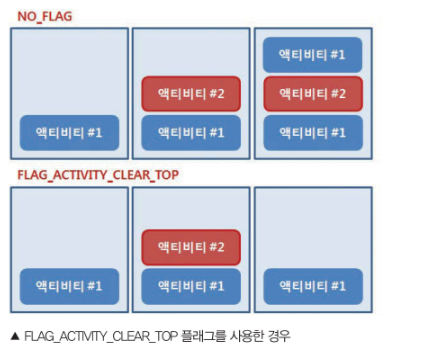 NO_FLAG
액티비티 #1
액티비티 #2 액티비티 #2
액티비티 #1 액티비티 #1 액티비티 #1
FLAG_ACTIVITY_CLEAR_TOP
액티비티 #2
액티비티 #1 액티비티 #1 액티비티 #1
▲ FLAG_ACTIVITY_CLEAR_TOP 플래그를 사용한 경우